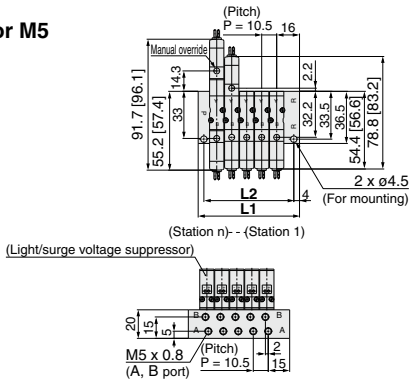 or M5
(Pitch)
P = 10.5
16
Manual override
14.3
2.2
91.7 [96.1]
55.2 [57.4]
33
32.2
33.5
36.5
54.4 [56.6]
78.8 [83.2]
P
R
R
L2
4
L1
2 x ø4.5
(For mounting)
(Station n)- - (Station 1)
(Light/surge voltage suppressor)
20
15
5
B
B
A
A
M5 x 0.8
(A, B port)
(Pitch)
P = 10.5
2
15